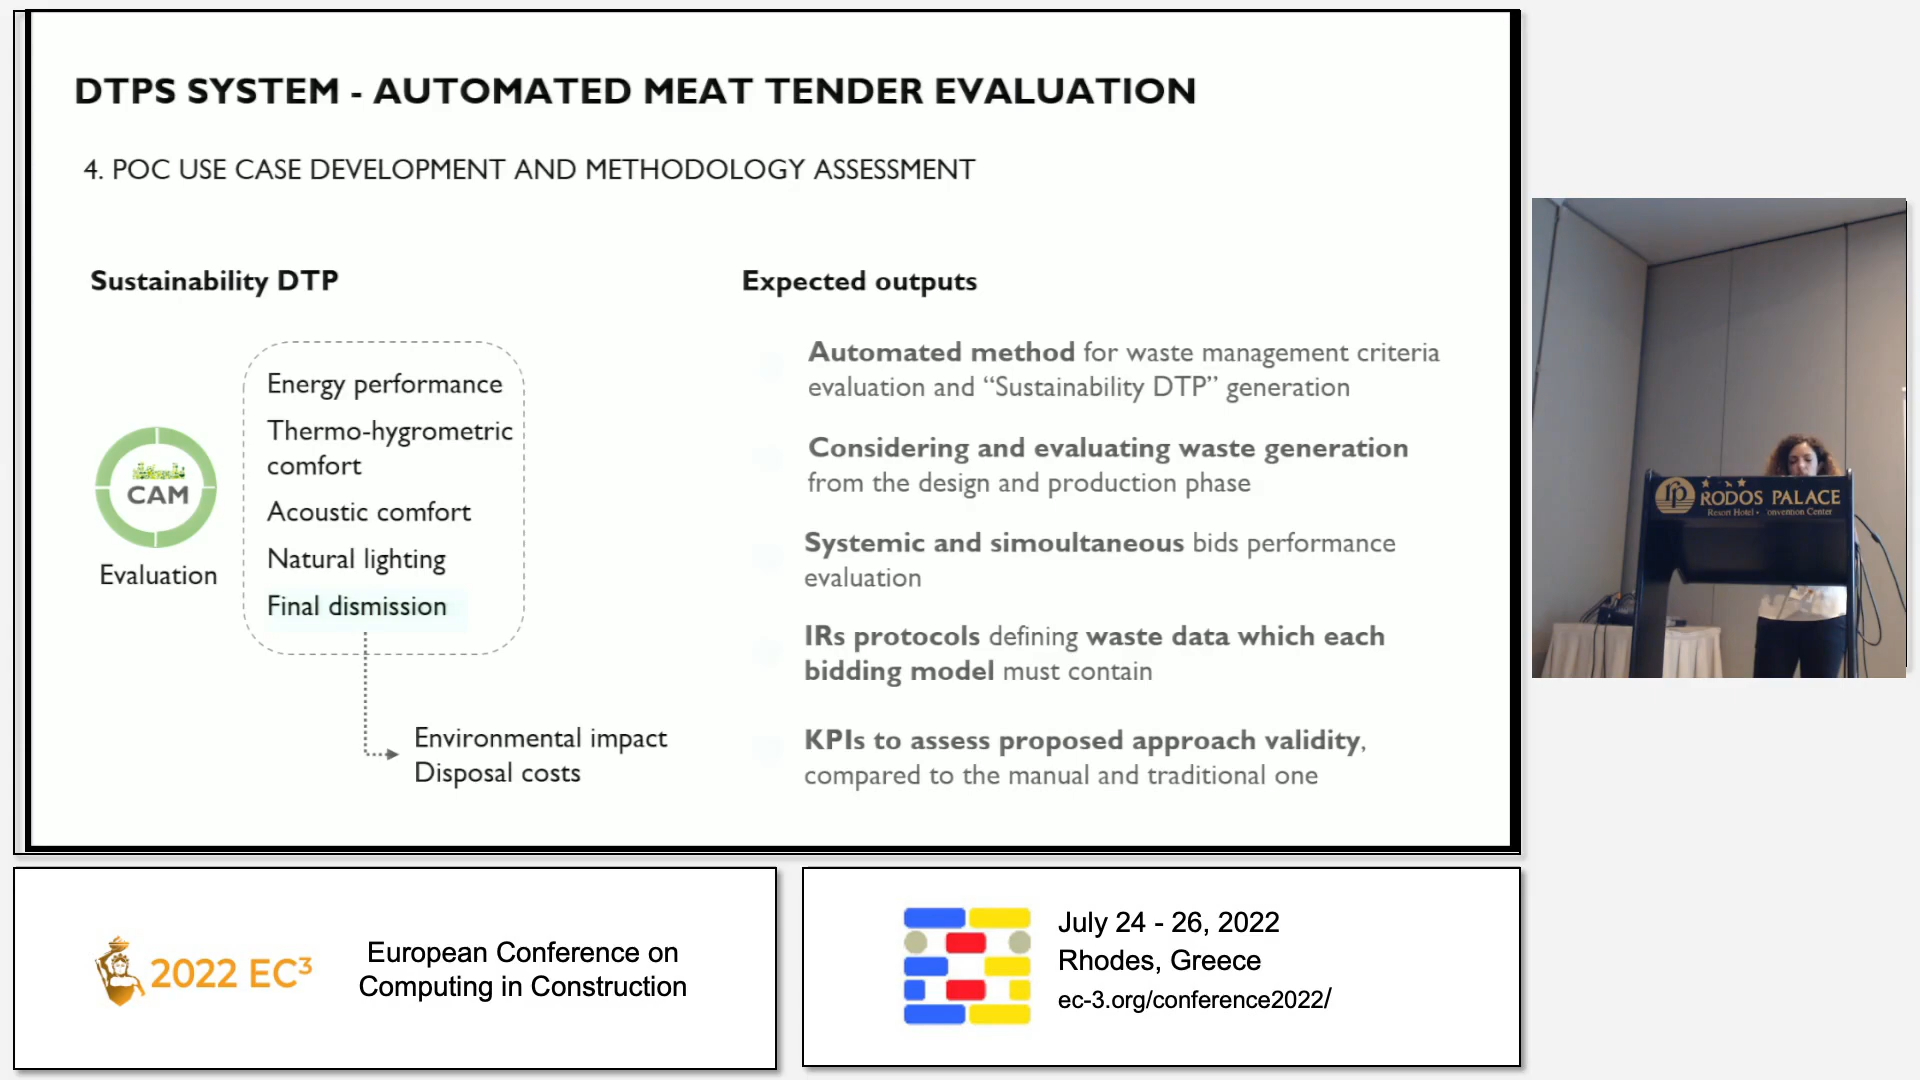 DTPS SYSTEM - AUTOMATED MEAT TENDER EVALUATION
4. POC USE CASE DEVELOPMENT AND METHODOLOGY ASSESSMENT
Sustainability DTP
CAM
Evaluation
Energy performance
Thermo-hygrometric
comfort
Acoustic comfort
Natural lighting
Final dismission
Environmental impact
Disposal costs
Expected outputs
Automated method for waste management criteria
evaluation and “Sustainability DTP” generation
Considering and evaluating waste generation
from the design and production phase
Systemic and simoultaneous bids performance
evaluation
IRs protocols defining waste data which each
bidding model must contain
KPIs to assess proposed approach validity,
compared to the manual and traditional one
rp RODOS PALACE
Resort Hotel • onvention Center
2022 EC³
European Conference on
Computing in Construction
July 24 - 26, 2022
Rhodes, Greece
ec-3.org/conference2022/